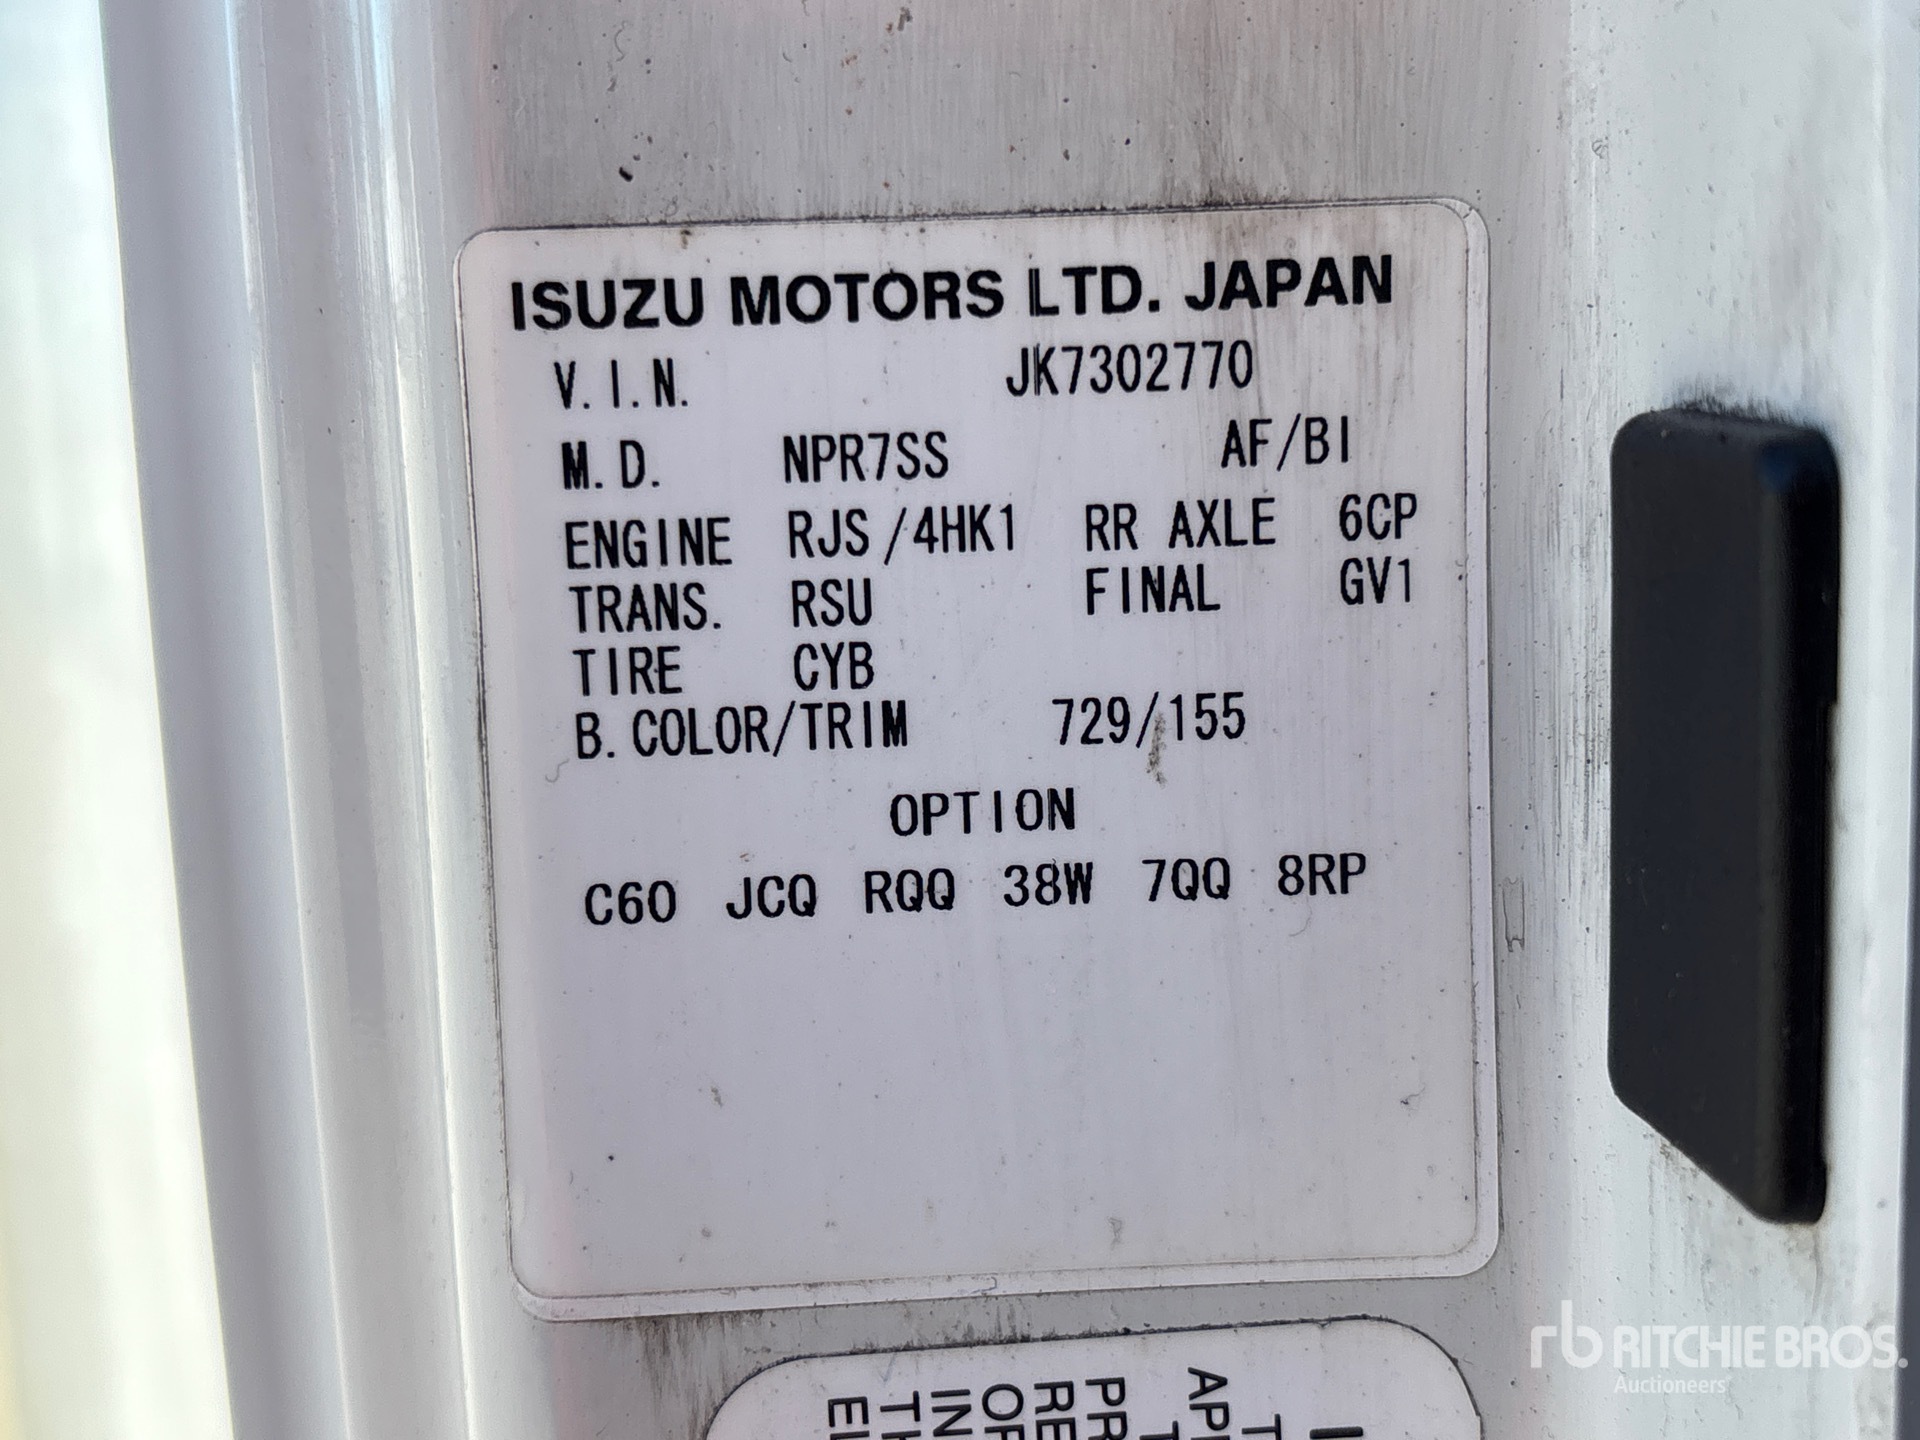 ISUZU MOTORS LTD. JAPAN
V.I.N. JK7302770
M.D. NPR7SS AF/BI
ENGINE RJS/4HK1 RR AXLE 6CP
TRANS. RSU FINAL GV1
TIRE CYB
B.COLOR/TRIM 729/155
OPTION
C60 JCQ RQQ 38W 7QQ 8RP
rb RITCHIE BROS.
Auctioneers